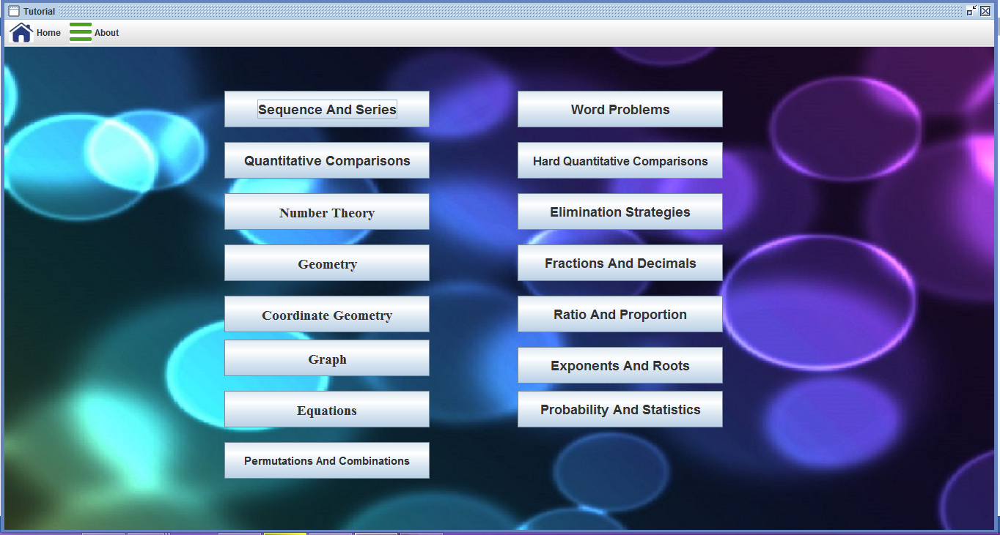 Tutorial
Home About
Sequence And Series
Quantitative Comparisons
Number Theory
Geometry
Coordinate Geometry
Graph
Equations
Permutations And Combinations
Word Problems
Hard Quantitative Comparisons
Elimination Strategies
Fractions And Decimals
Ratio And Proportion
Exponents And Roots
Probability And Statistics